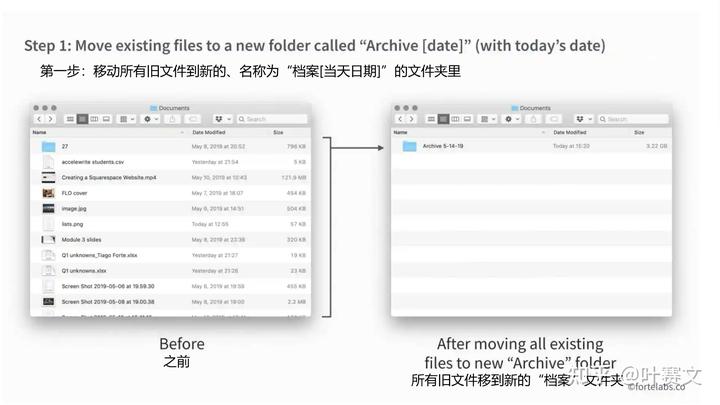 Step 1: Move existing files to a new folder called “Archive [date]” (with today’s date)
第一步：移动所有旧文件到新的、名称为“档案[当天日期]”的文件夹里
Documents
Search
Name Date Modified Size
27 May 8, 2019 at 20:52 796 KB
accelewrite students.csv Yesterday at 21:54 5 KB
Creating a Squarespace Website.mp4 May 10, 2019 at 13:43 121.9 MB
FLO cover May 7, 2019 at 18:07 454 KB
image.jpg May 9, 2019 at 14:51 504 KB
lists.png Today at 12:55 57 KB
Module 3 slides May 8, 2019 at 23:38 320 KB
Q1 unknowns_Tiago Forte.xlsx Yesterday at 21:27 19 KB
Q1 unknowns.xlsx Yesterday at 21:26 23 KB
Screen Shot 2019-05-08 at 19.59.30 May 8, 2019 at 19:59 455 KB
Screen Shot 2019-05-08 at 19.00.38 May 8, 2019 at 19:00 2.2 MB
Documents
Search
Name Date Modified Size
Archive 5-14-19 Today at 15:20 3.22 GB
Before
之前
After moving all existing
files to new “Archive” folder
所有旧文件移到新的“档案”文件夹
知乎 @叶赛文
©fortelabs.co